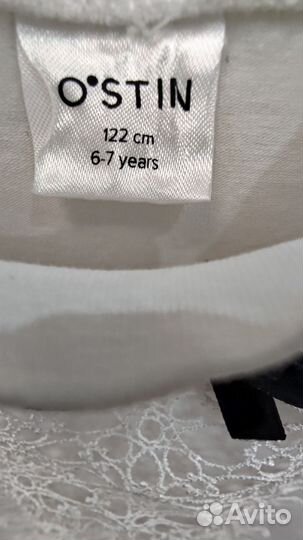 O'STIN
122 cm
6-7 years
Avito